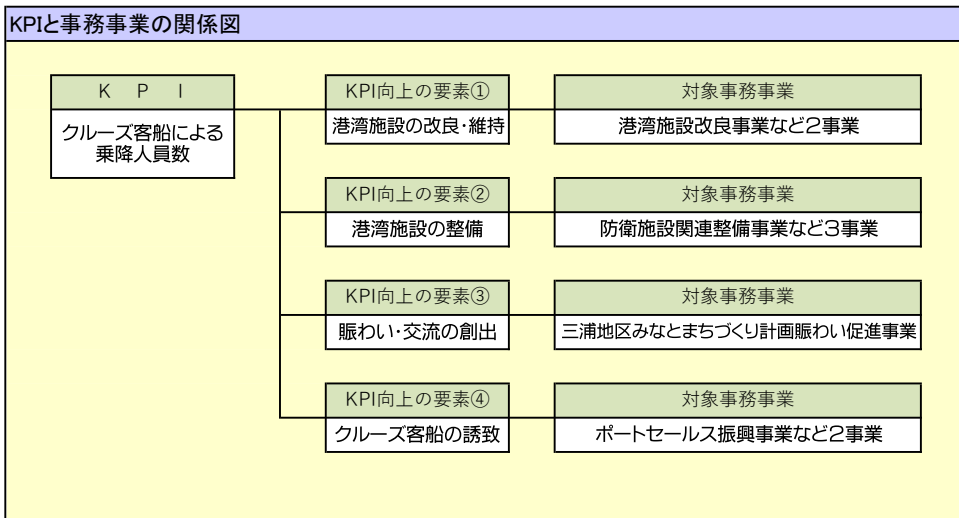 KPIと事務事業の関係図
K P I
クルーズ客船による
乗降人員数
KPI向上の要素①
港湾施設の改良・維持
対象事務事業
港湾施設改良事業など2事業
KPI向上の要素②
港湾施設の整備
対象事務事業
防衛施設関連整備事業など3事業
KPI向上の要素③
賑わい・交流の創出
対象事務事業
三浦地区みなとまちづくり計画賑わい促進事業
KPI向上の要素④
クルーズ客船の誘致
対象事務事業
ポートセールス振興事業など2事業